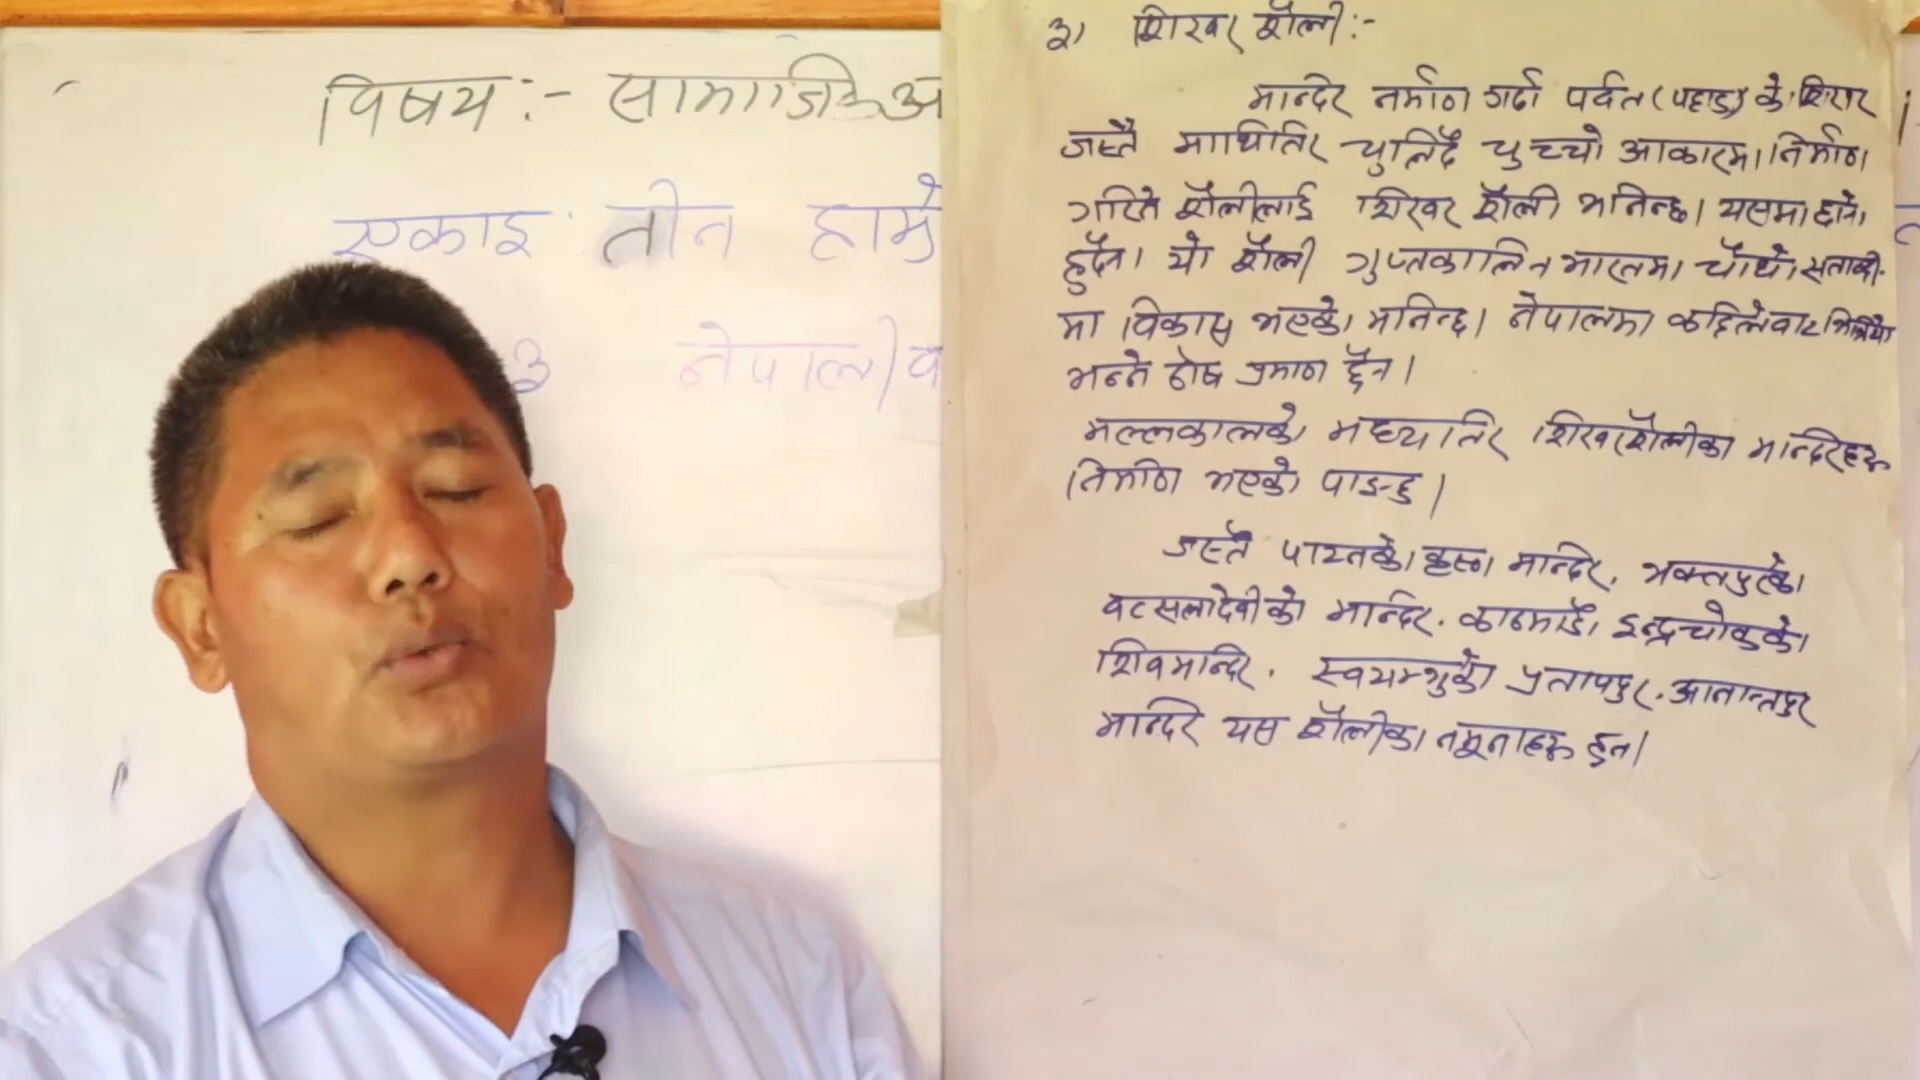 विषय:- सामाजिक अ
एकाइ तीन हाम्रो
३ नेपाली व
३) शिखर शैली:-
मन्दिर निर्माण गर्दा पर्वत (पहाड) को शिखर
जस्तै माथितिर चुलिदै चुच्चो आकारमा निर्माण
गरिने शैलीलाई शिखर शैली भनिन्छ। यसमा छाना
हुदैन। यो शैली गुप्तकालिन भारतमा चौथो सताब्दी-
मा विकास भएको मनिन्छ। नेपालमा कहिलेबाट भित्रियो
भन्ने ठोस प्रमाण छैन।
मल्लकालको मध्यतिर शिखरशैलीका मन्दिरहरू
निर्माण भएको पाइन्छ।
जस्तै पाटनको कृष्ण मन्दिर, भक्तपुरको
वत्सलादेवीको मन्दिर, काठमाडौ इन्द्रचोकको
शिवमन्दिर, स्वयम्भुको प्रतापपुर, आनान्तपुर
मन्दिर यस शैलीका नमूनाहरू हुन।